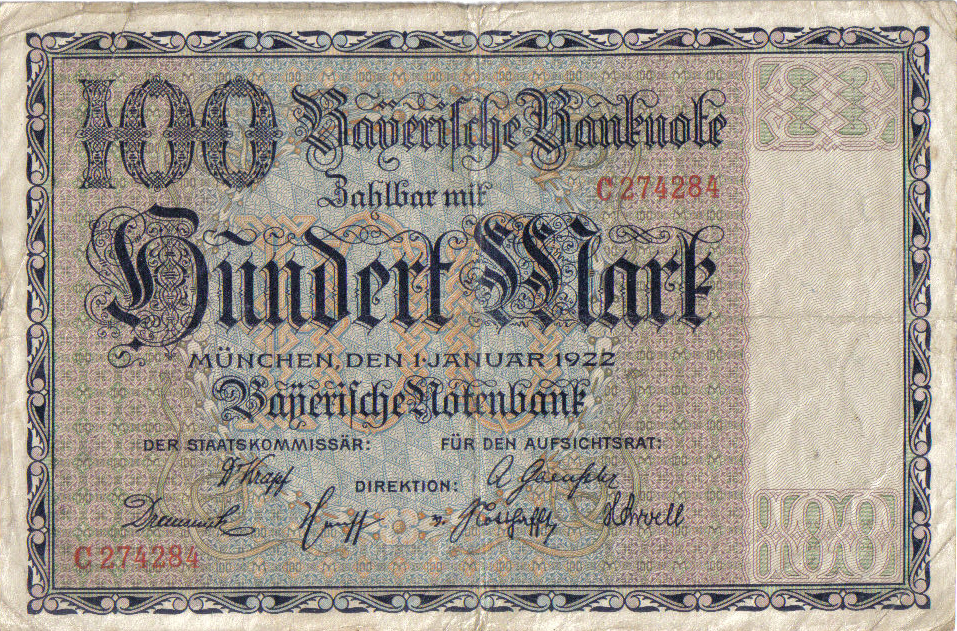 100 Bayerische Banknote
Zahlbar mit
C 274284
Hundert Mark
MÜNCHEN, DEN 1·JANUAR 1922
Bayerische Notenbank
DER STAATSKOMMISSÄR:
FÜR DEN AUFSICHTSRAT:
DIREKTION:
C 274284
100